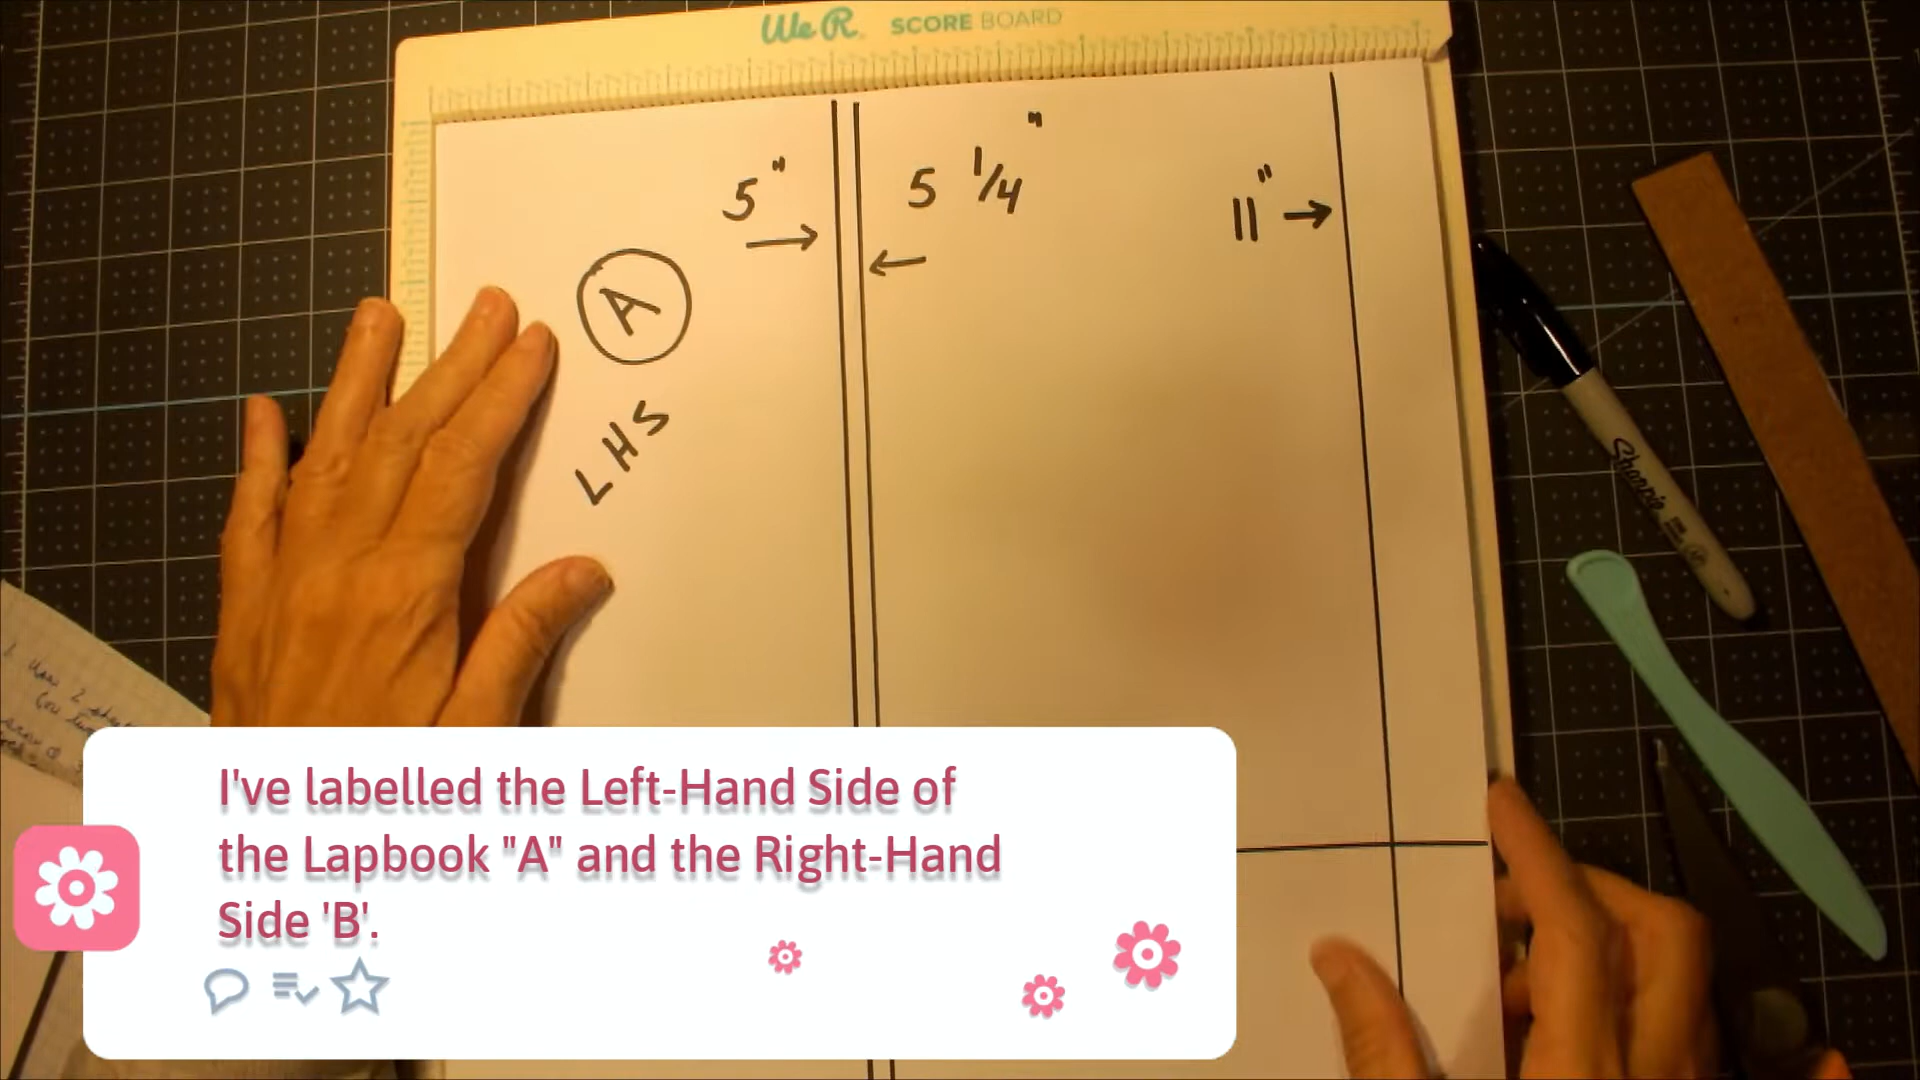 We R SCORE BOARD
5" 5 1/4" 11"
A
LHS
Sharpie
I've labelled the Left-Hand Side of
the Lapbook "A" and the Right-Hand
Side 'B'.